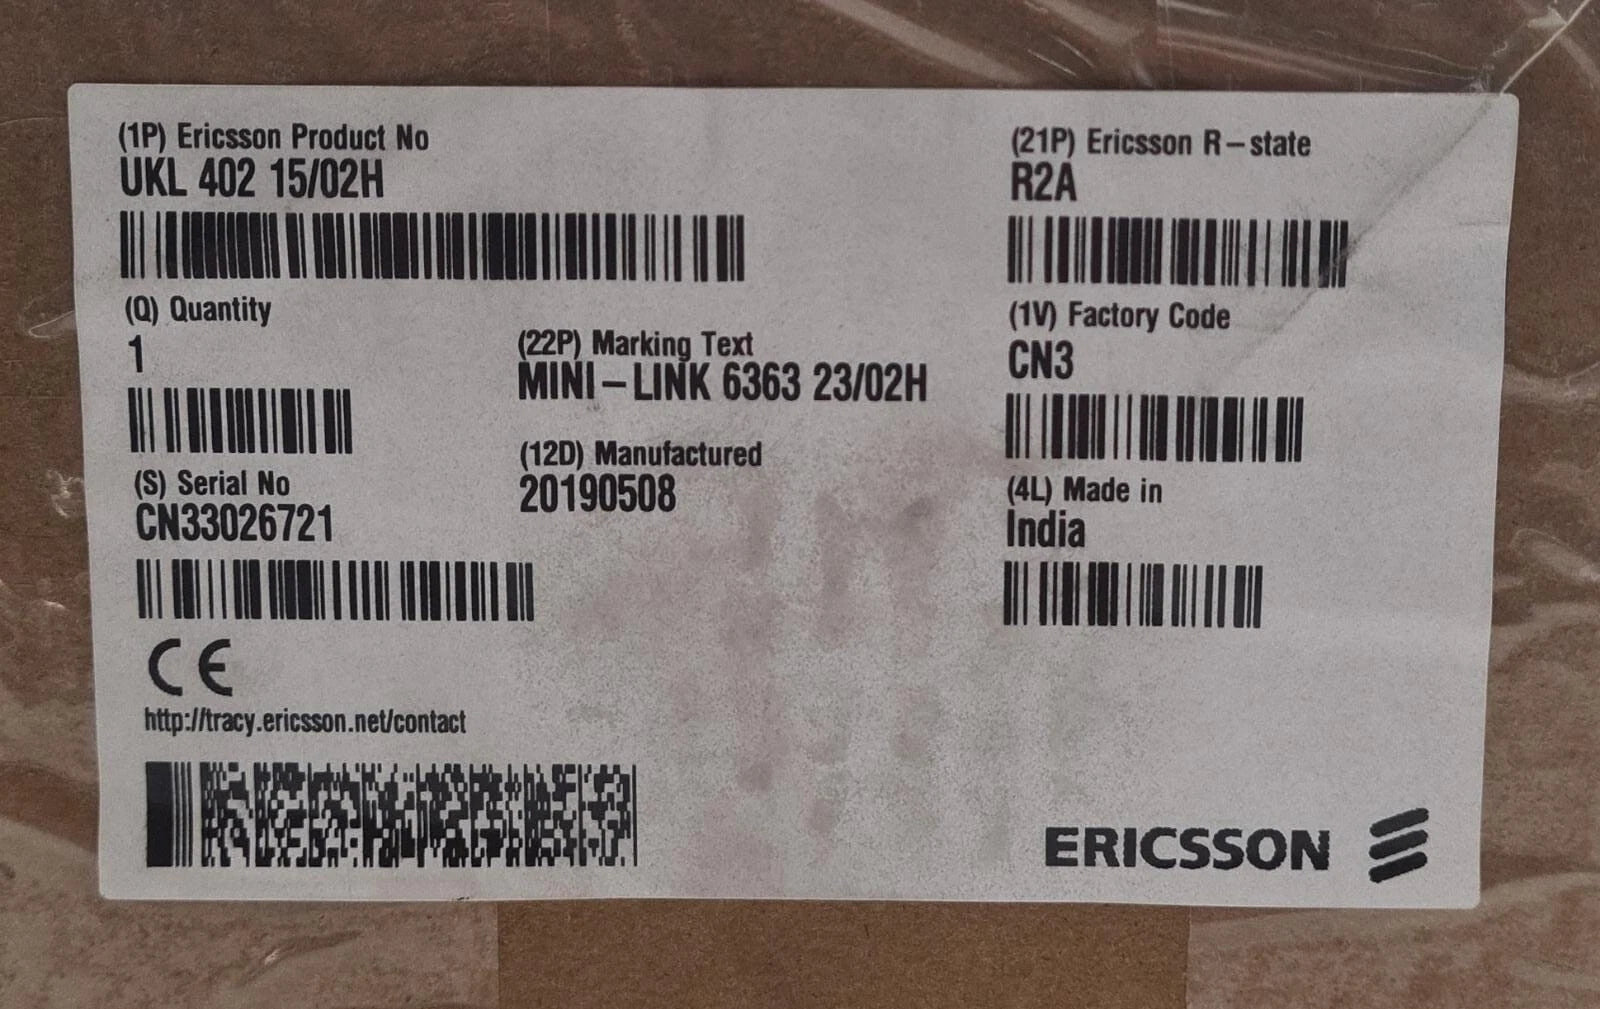 (1P) Ericsson Product No
UKL 402 15/02H
(21P) Ericsson R-state
R2A
(Q) Quantity
1
(22P) Marking Text
MINI-LINK 6363 23/02H
(1V) Factory Code
CN3
(S) Serial No
CN33026721
(12D) Manufactured
20190508
(4L) Made in
India
CE
http://tracy.ericsson.net/contact
ERICSSON